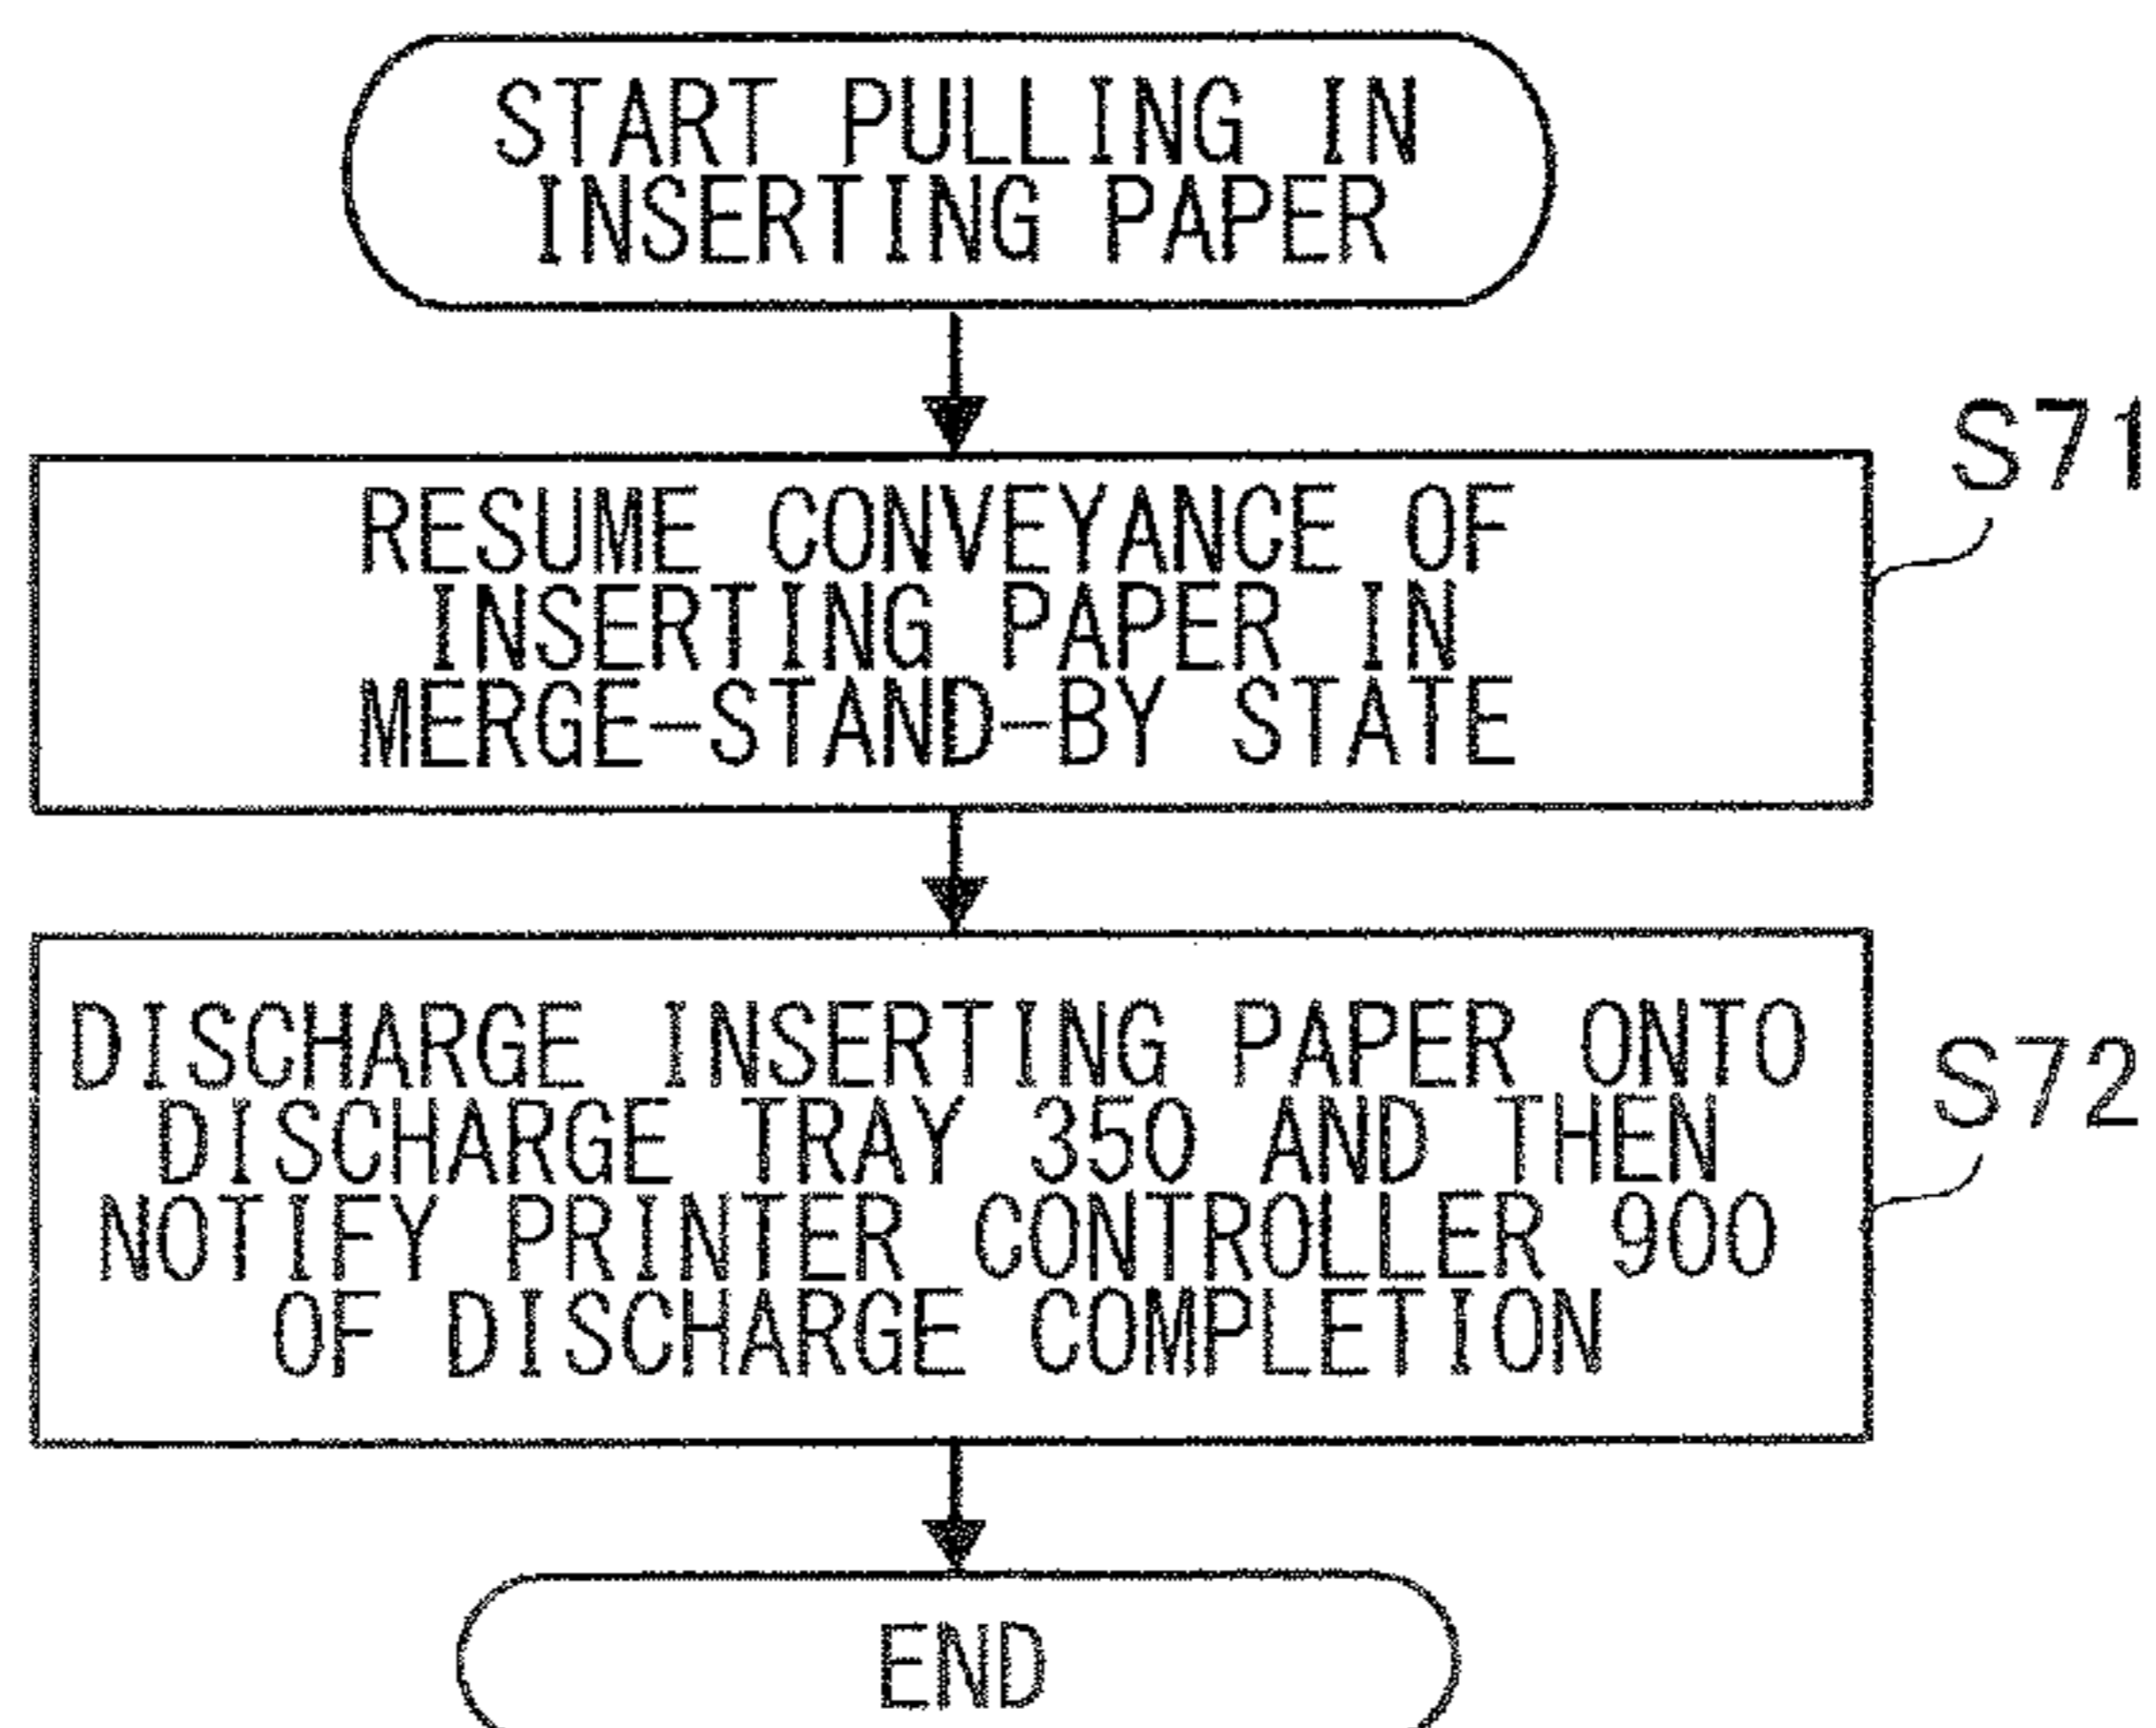 START PULLING IN
INSERTING PAPER
S71
RESUME CONVEYANCE OF
INSERTING PAPER IN
MERGE-STAND-BY STATE
DISCHARGE INSERTING PAPER ONTO
DISCHARGE TRAY 350 AND THEN
NOTIFY PRINTER CONTROLLER 900
OF DISCHARGE COMPLETION
S72
END